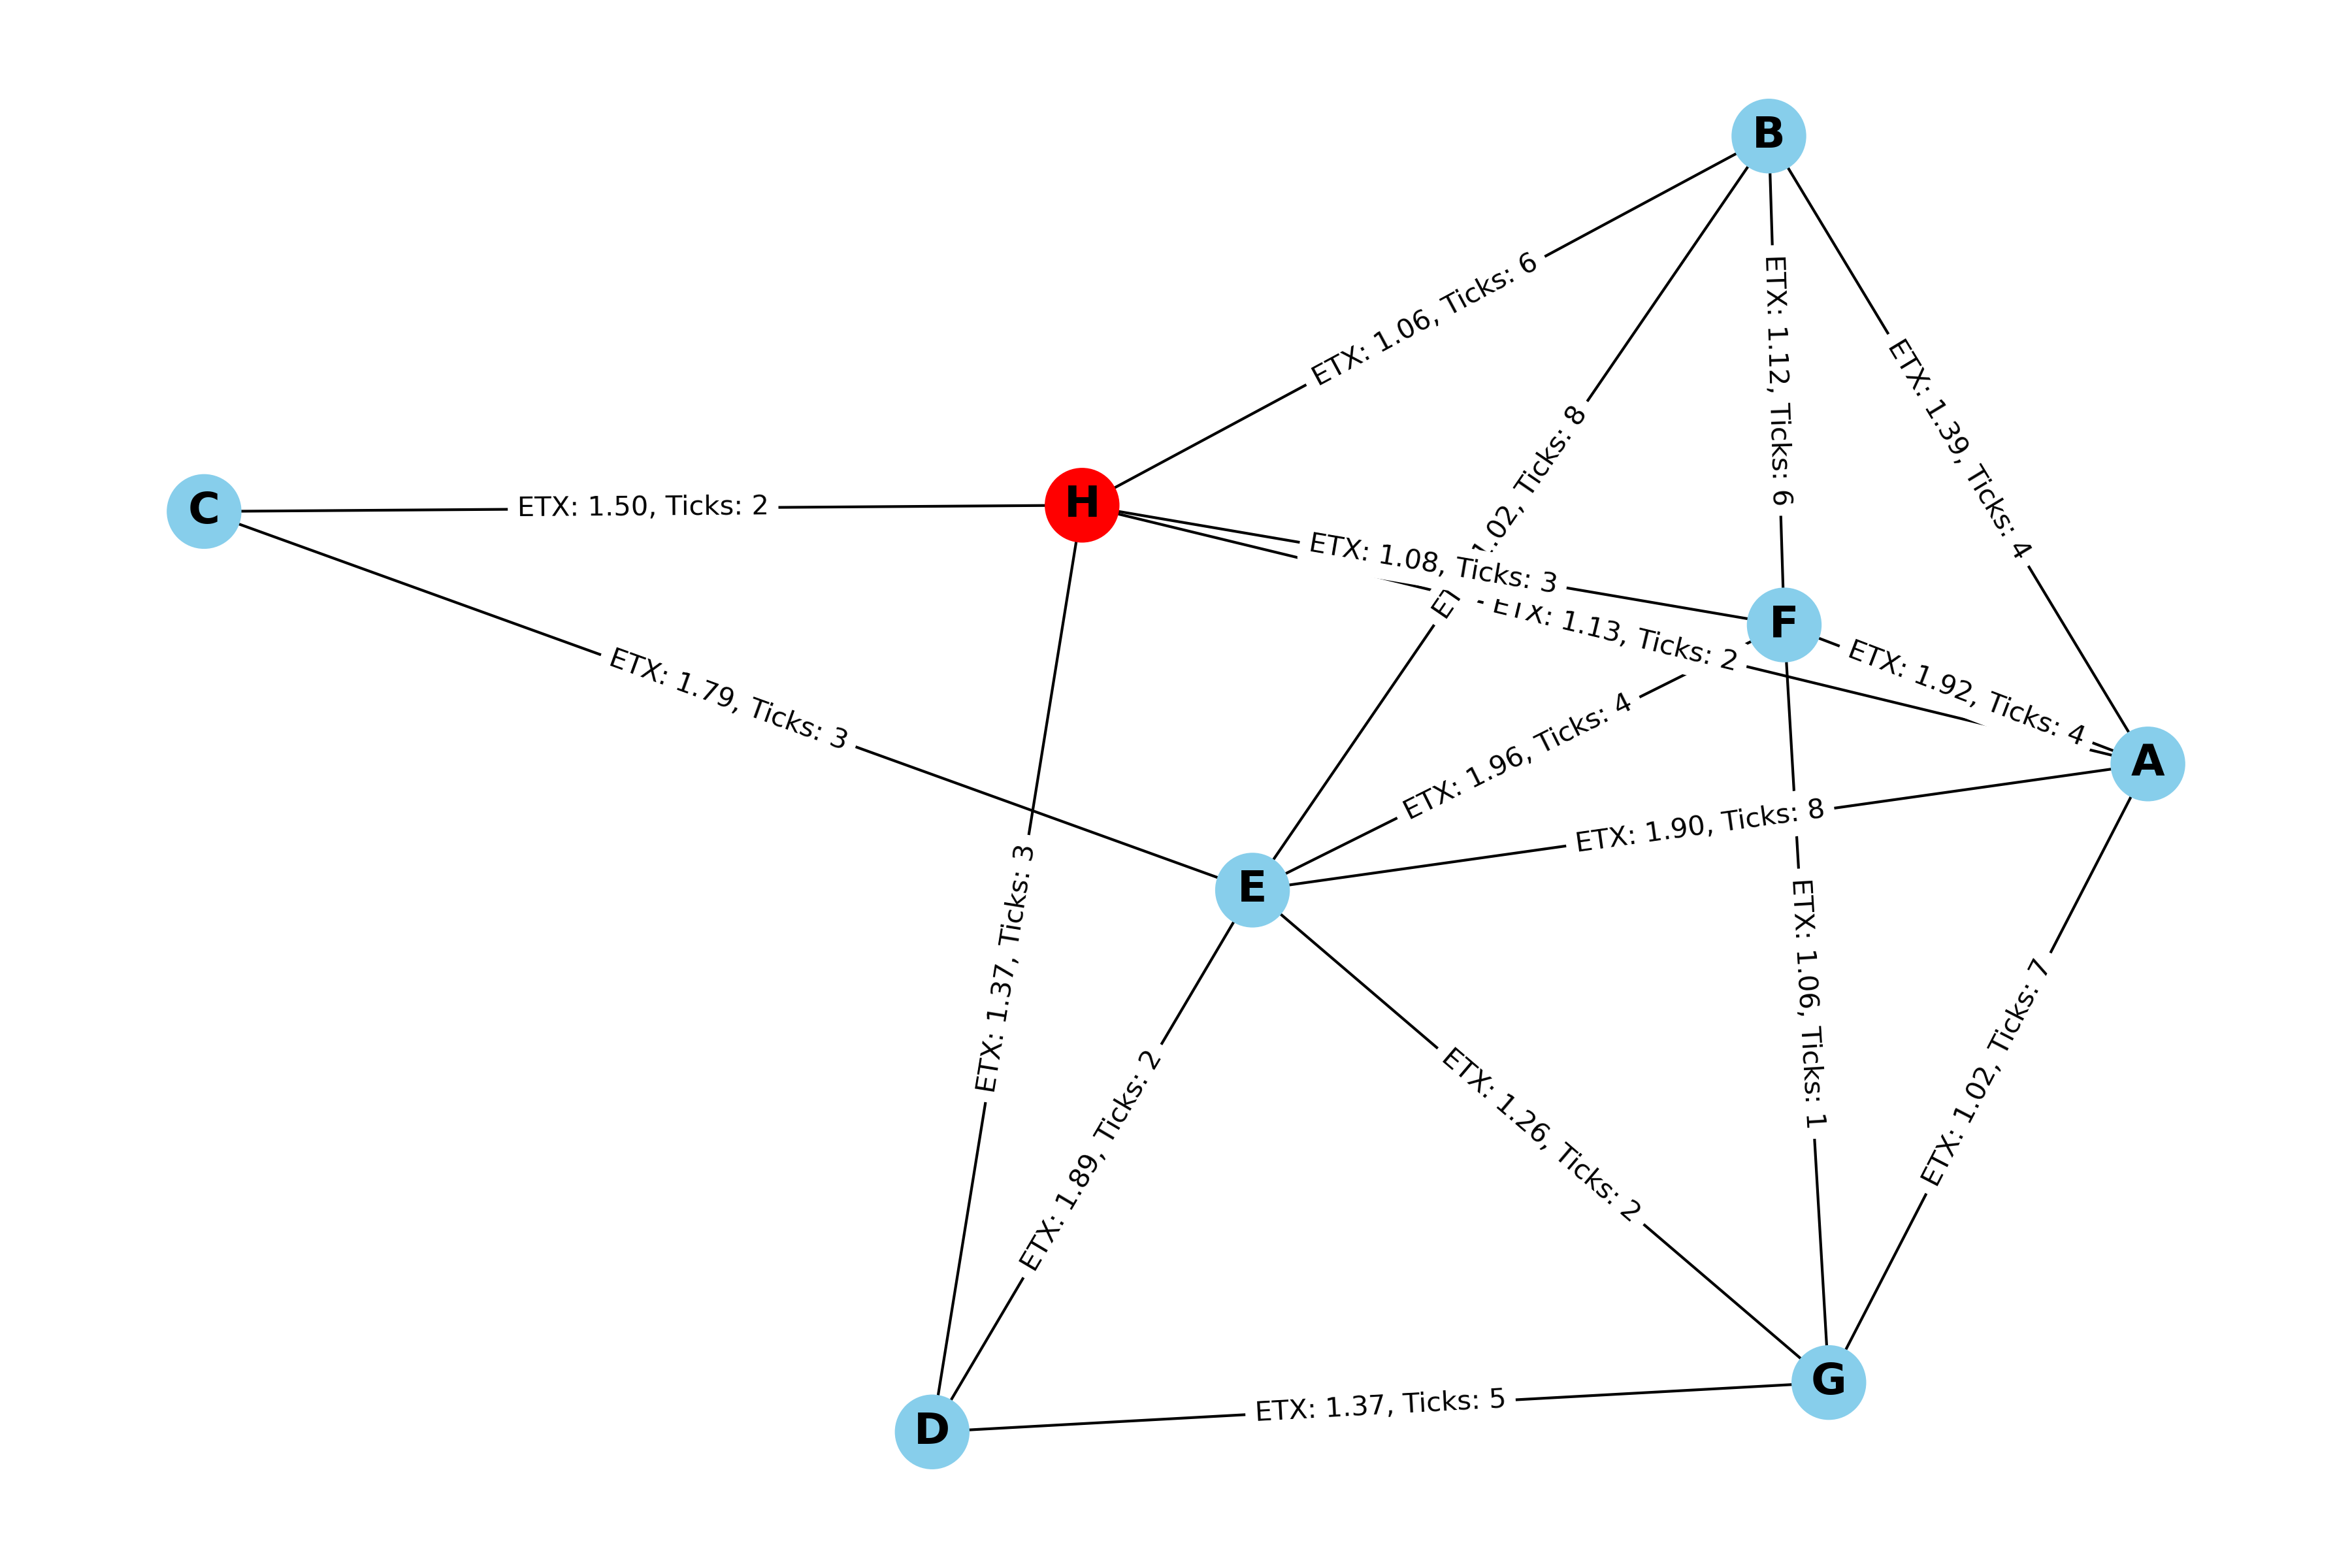 B
ETX: 1.06, Ticks: 6
ETX: 1.12, Ticks: 6
ETX: 1.39, Ticks: 4
1.02, Ticks: 8
C
ETX: 1.50, Ticks: 2
H
ETX: 1.08, Ticks: 3
ETX: 1.13, Ticks: 2
F
ETX: 1.92, Ticks: 4
ETX: 1.79, Ticks: 3
ETX: 1.96, Ticks: 4
A
ETX: 1.90, Ticks: 8
E
ETX: 1.37, Ticks: 3
ETX: 1.06, Ticks: 1
ETX: 1.02, Ticks: 7
ETX: 1.89, Ticks: 2
ETX: 1.26, Ticks: 2
G
ETX: 1.37, Ticks: 5
D